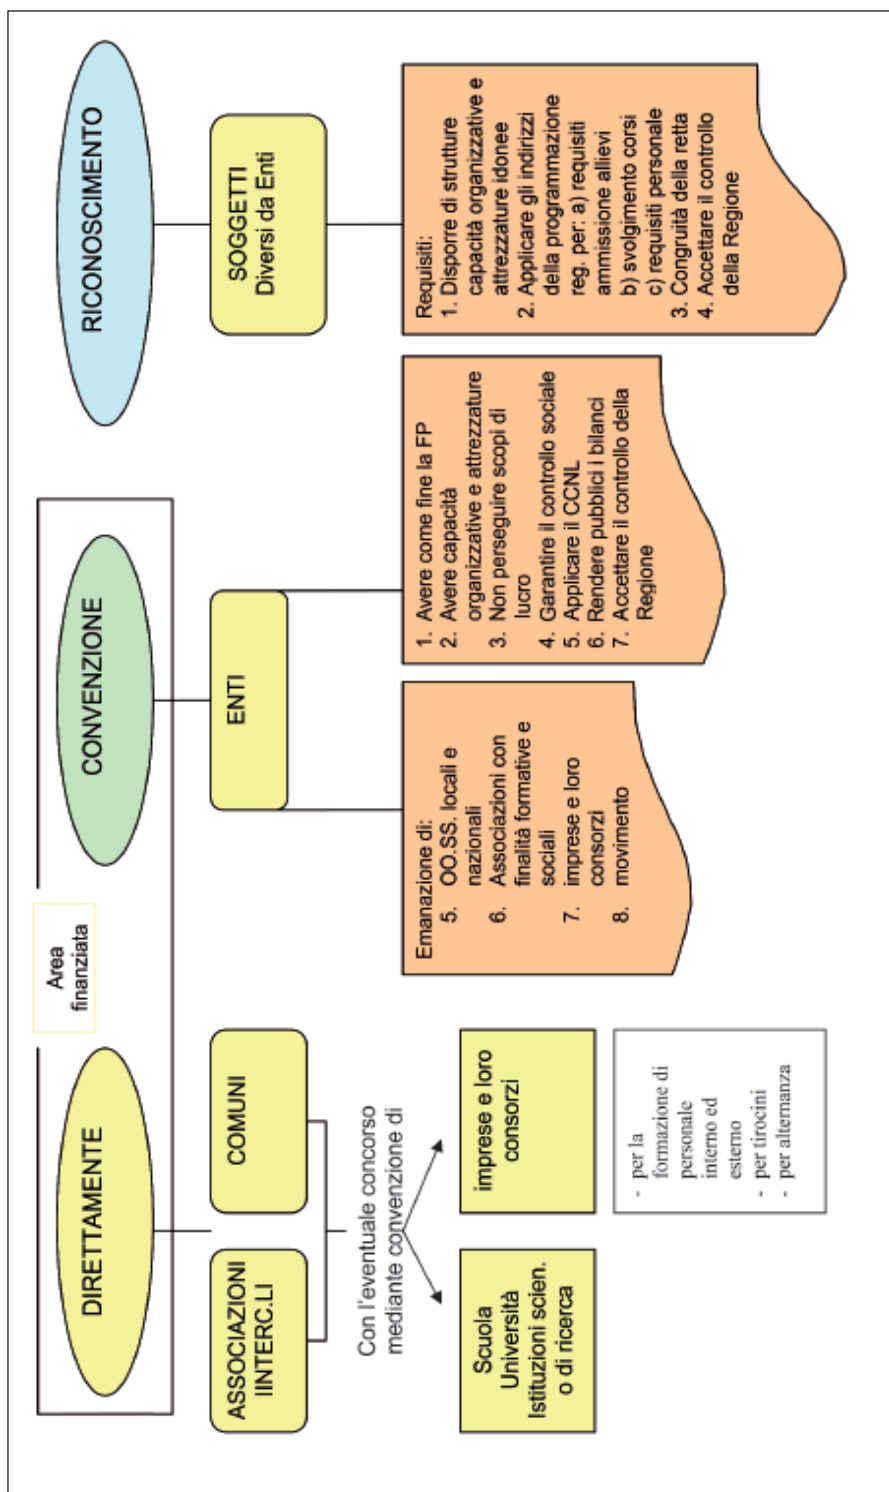 Area
finanziata
DIRETTAMENTE
CONVENZIONE
RICONOSCIMENTO
ASSOCIAZIONI
IINTERC.LI
COMUNI
ENTI
SOGGETTI
Diversi da Enti
Con l'eventuale concorso
mediante convenzione di
Scuola
Università
Istituzioni scien.
o di ricerca
imprese e loro
consorzi
- per la
formazione di
personale
interno ed
esterno
- per tirocini
- per alternanza
Emanazione di:
5. OO.SS. locali e
nazionali
6. Associazioni con
finalità formative e
sociali
7. imprese e loro
consorzi
8. movimento
1. Avere come fine la FP
2. Avere capacità
organizzative e attrezzature
3. Non perseguire scopi di
lucro
4. Garantire il controllo sociale
5. Applicare il CCNL
6. Rendere pubblici i bilanci
7. Accettare il controllo della
Regione
Requisiti:
1. Disporre di strutture
capacità organizzative e
attrezzature idonee
2. Applicare gli indirizzi
della programmazione
reg. per: a) requisiti
ammissione allievi
b) svolgimento corsi
c) requisiti personale
3. Congruità della retta
4. Accettare il controllo
della Regione